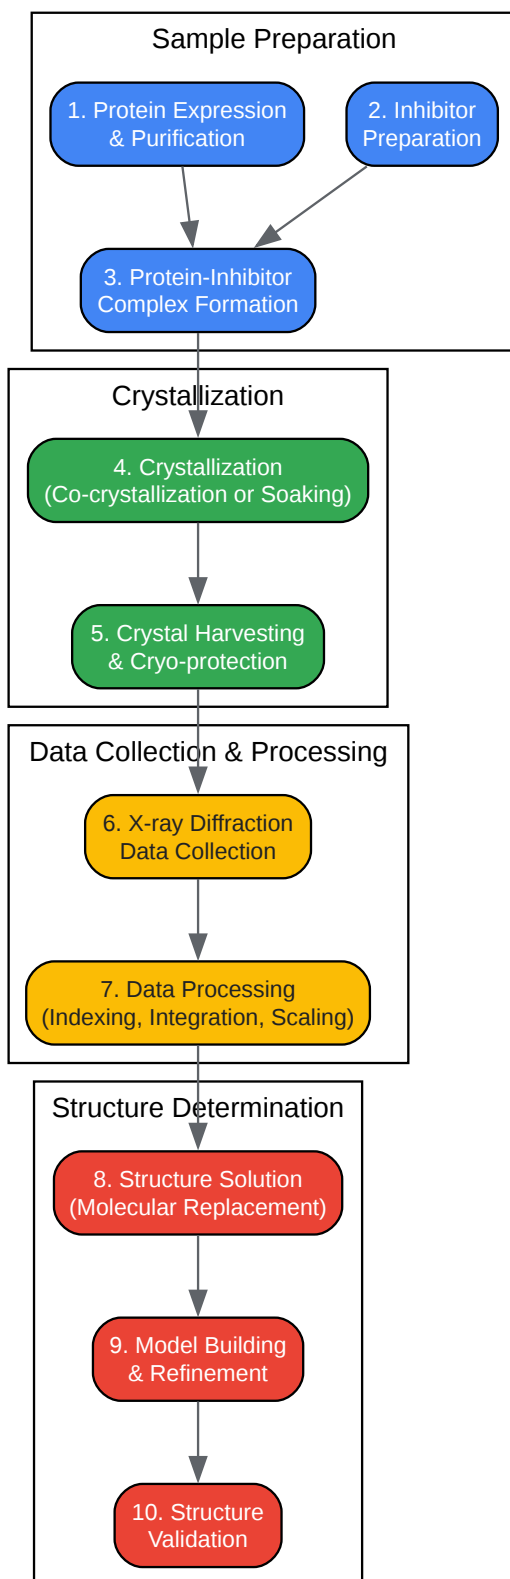 Sample Preparation
1. Protein Expression
& Purification
2. Inhibitor
Preparation
3. Protein-Inhibitor
Complex Formation
Crystallization
4. Crystallization
(Co-crystallization or Soaking)
5. Crystal Harvesting
& Cryo-protection
Data Collection & Processing
6. X-ray Diffraction
Data Collection
7. Data Processing
(Indexing, Integration, Scaling)
Structure Determination
8. Structure Solution
(Molecular Replacement)
9. Model Building
& Refinement
10. Structure
Validation